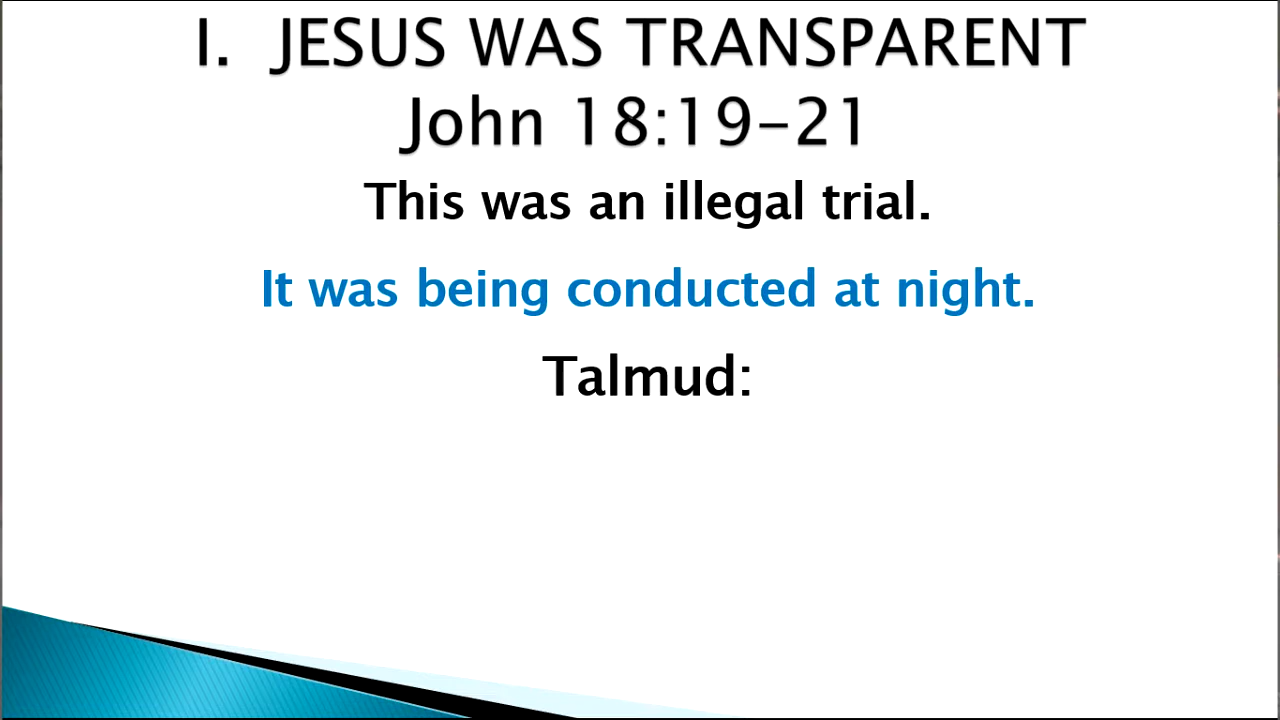 I. JESUS WAS TRANSPARENT
John 18:19-21
This was an illegal trial.
It was being conducted at night.
Talmud: